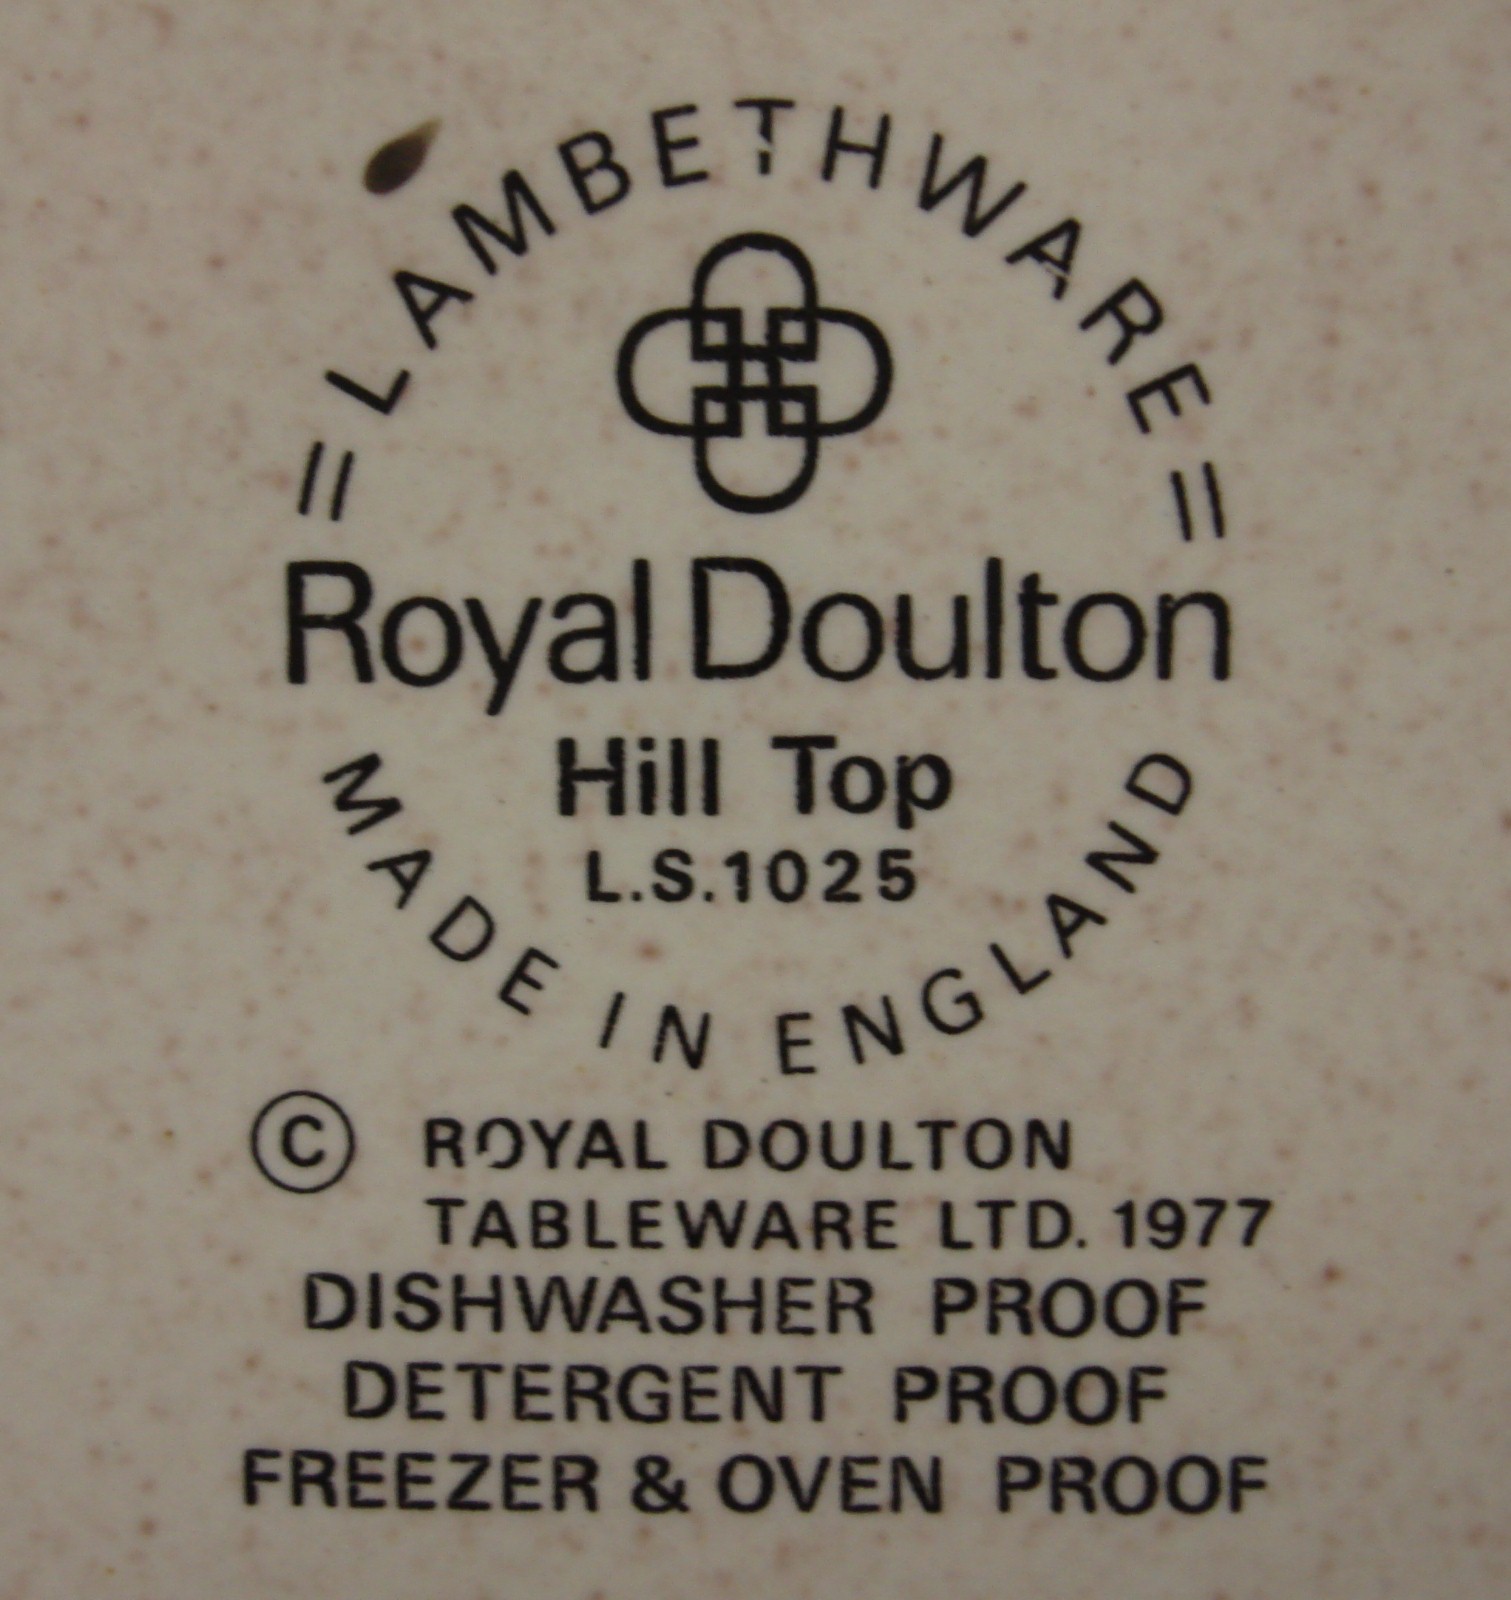 =LAMBETHWARE=
Royal Doulton
Hill Top
L.S.1025
MADE IN ENGLAND
© ROYAL DOULTON
TABLEWARE LTD. 1977
DISHWASHER PROOF
DETERGENT PROOF
FREEZER & OVEN PROOF